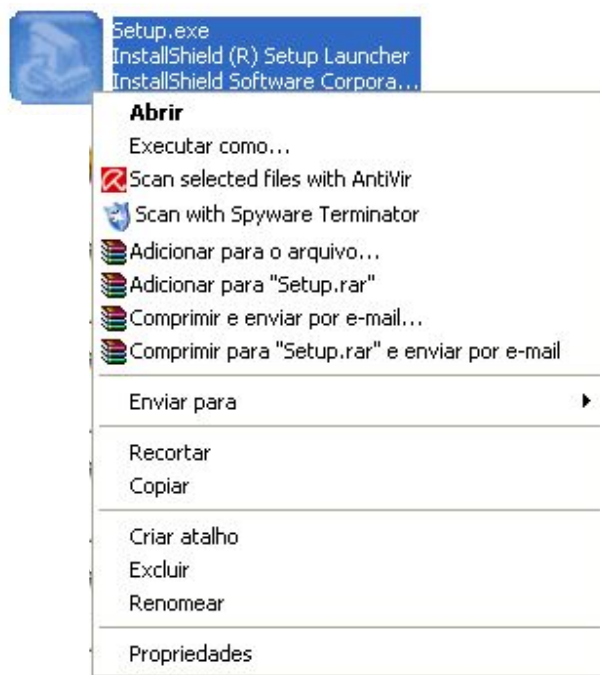 Setup.exe
InstallShield (R) Setup Launcher
InstallShield Software Corpora...
Abrir
Executar como...
Scan selected files with AntiVir
Scan with Spyware Terminator
Adicionar para o arquivo...
Adicionar para "Setup.rar"
Comprimir e enviar por e-mail...
Comprimir para "Setup.rar" e enviar por e-mail
Enviar para
Recortar
Copiar
Criar atalho
Excluir
Renomear
Propriedades